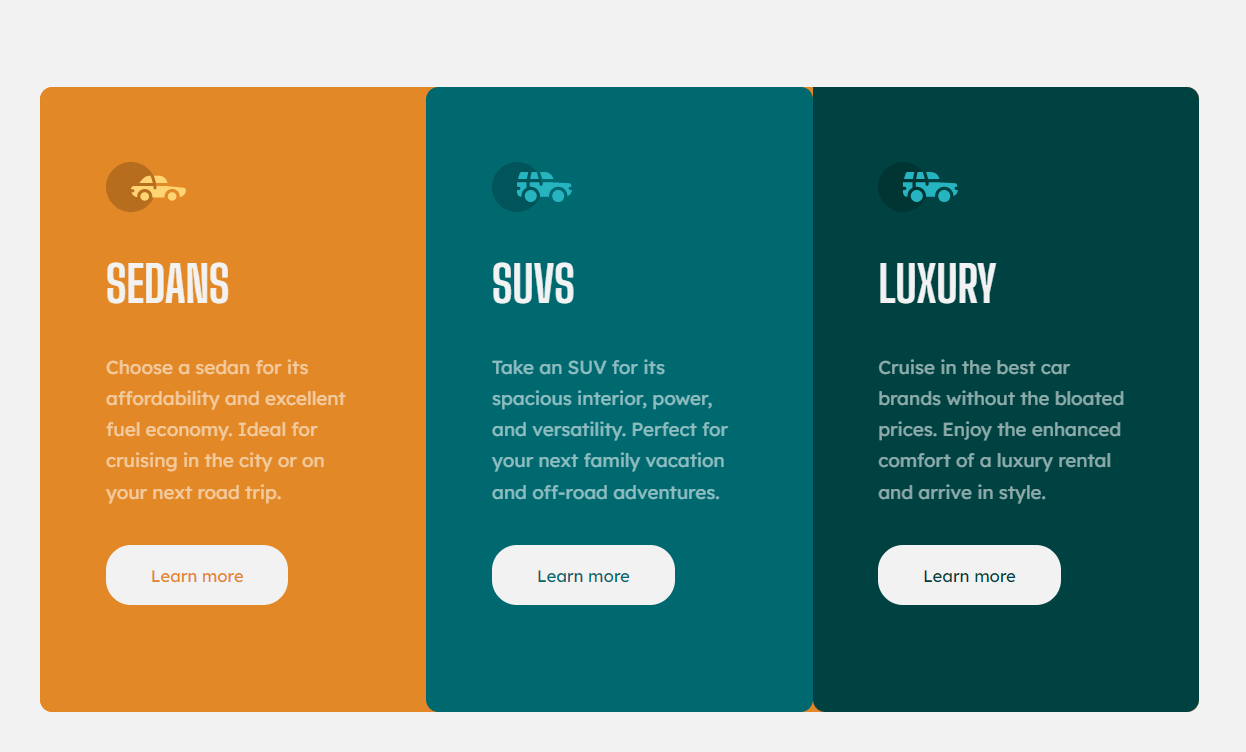 SEDANS
Choose a sedan for its
affordability and excellent
fuel economy. Ideal for
cruising in the city or on
your next road trip.
Learn more
SUVS
Take an SUV for its
spacious interior, power,
and versatility. Perfect for
your next family vacation
and off-road adventures.
Learn more
LUXURY
Cruise in the best car
brands without the bloated
prices. Enjoy the enhanced
comfort of a luxury rental
and arrive in style.
Learn more